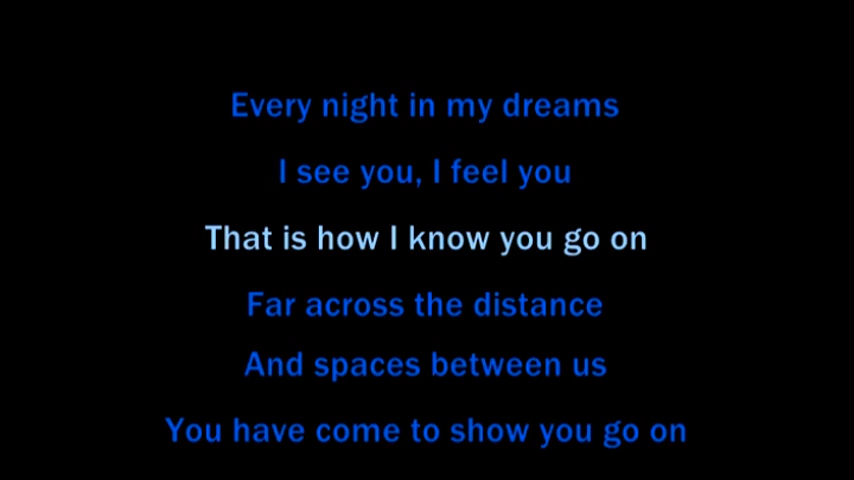 Every night in my dreams
I see you, I feel you
That is how I know you go on
Far across the distance
And spaces between us
You have come to show you go on